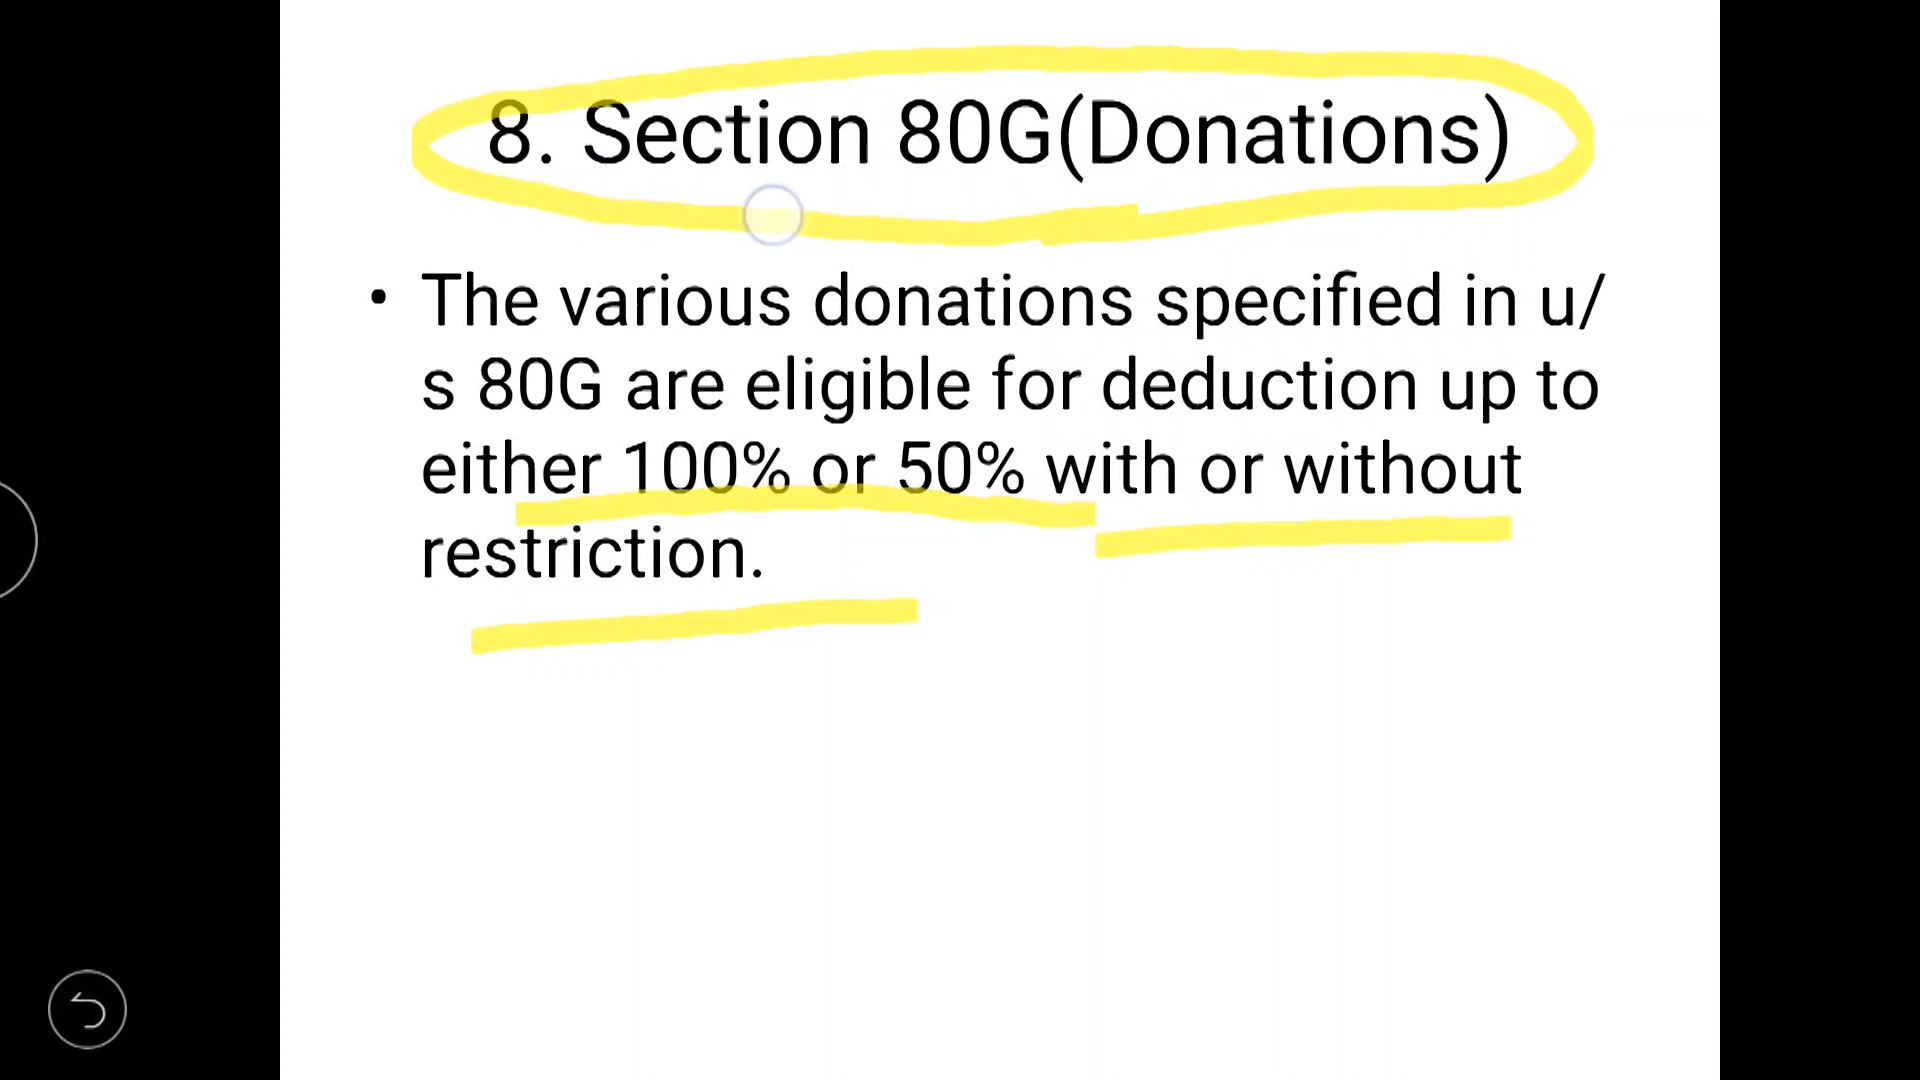 8. Section 80G(Donations)
• The various donations specified in u/
s 80G are eligible for deduction up to
either 100% or 50% with or without
restriction.